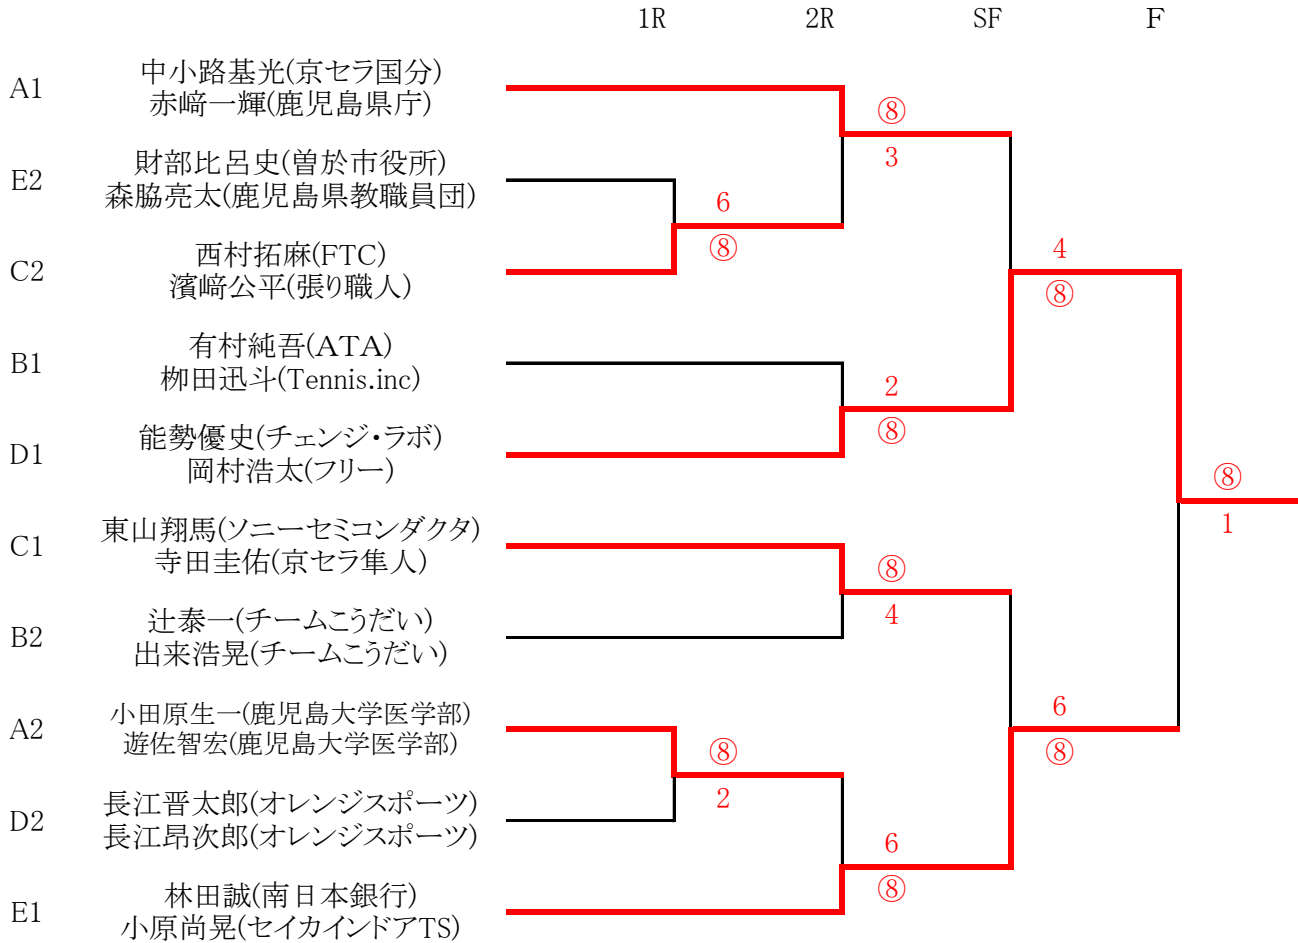 1R 2R SF F
A1 中小路基光(京セラ国分)
赤﨑一輝(鹿児島県庁)
⑧
3
E2 財部比呂史(曽於市役所)
森脇亮太(鹿児島県教職員団)
6
⑧
C2 西村拓麻(FTC)
濱﨑公平(張り職人)
4
⑧
B1 有村純吾(ATA)
栁田迅斗(Tennis.inc)
2
⑧
D1 能勢優史(チェンジ・ラボ)
岡村浩太(フリー)
⑧
1
C1 東山翔馬(ソニーセミコンダクタ)
寺田圭佑(京セラ隼人)
⑧
4
B2 辻泰一(チームこうだい)
出来浩晃(チームこうだい)
A2 小田原生一(鹿児島大学医学部)
遊佐智宏(鹿児島大学医学部)
6
⑧
⑧
2
D2 長江晋太郎(オレンジスポーツ)
長江昂次郎(オレンジスポーツ)
6
⑧
E1 林田誠(南日本銀行)
小原尚晃(セイカインドアTS)